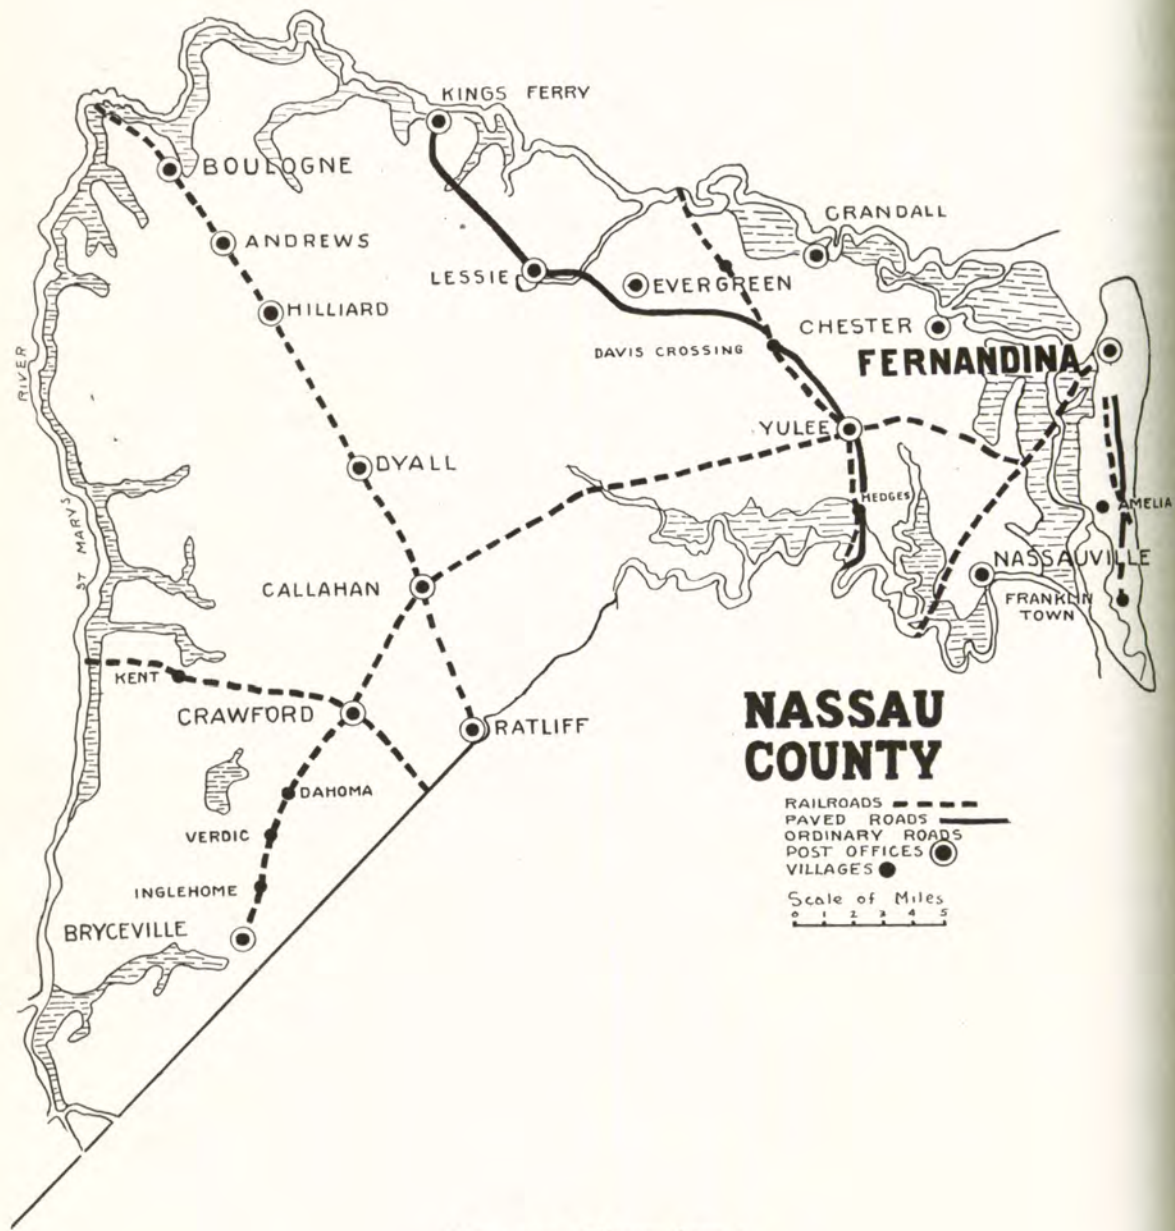 KINGS FERRY
BOULOGNE
CRANDALL
ANDREWS
LESSIE
EVERGREEN
HILLIARD
CHESTER
DAVIS CROSSING
FERNANDINA
RIVER
YULEE
DYALL
HEDGES
AMELIA
ST MARYS
NASSAUVILLE
CALLAHAN
FRANKLIN
TOWN
KENT
CRAWFORD
RATLIFF
NASSAU
COUNTY
DAHOMA
RAILROADS
PAVED ROADS
ORDINARY ROADS
POST OFFICES
VILLAGES
VERDIC
INGLEHOME
Scale of Miles
0 1 2 3 4 5
BRYCEVILLE